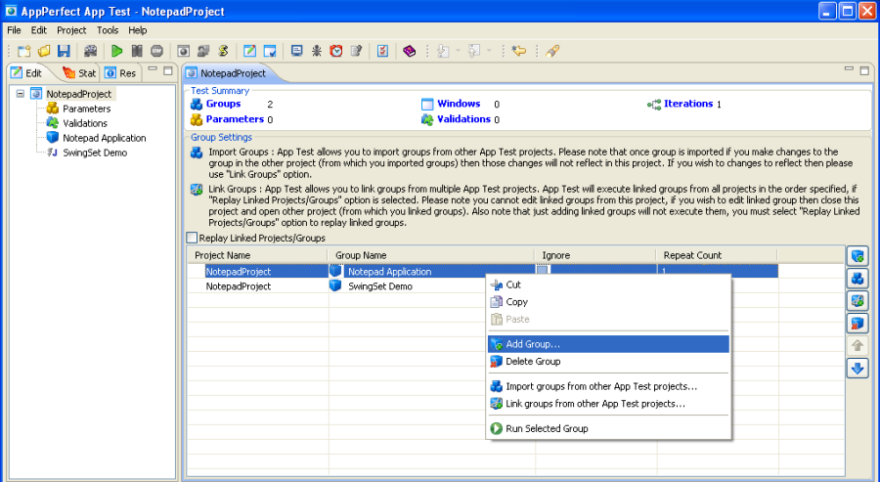 AppPerfect App Test - NotepadProject
File Edit Project Tools Help
Edit Stat Res
NotepadProject
Parameters
Validations
Notepad Application
SwingSet Demo
NotepadProject
Test Summary
Groups 2 Windows 0 Iterations 1
Parameters 0 Validations 0
Group Settings
Import Groups : App Test allows you to import groups from other App Test projects. Please note that once group is imported if you make changes to the
group in the other project (from which you imported groups) then those changes will not reflect in this project. If you wish to changes to reflect then please
use "Link Groups" option.
Link Groups : App Test allows you to link groups from multiple App Test projects. App Test will execute linked groups from all projects in the order specified, if
"Replay Linked Projects/Groups" option is selected. Please note you cannot edit linked groups from this project, if you wish to edit linked group then close this
project and open other project (from which you linked groups). Also note that just adding linked groups will not execute them, you must select "Replay Linked
Projects/Groups" option to replay linked groups.
Replay Linked Projects/Groups
Project Name Group Name Ignore Repeat Count
NotepadProject Notepad Application 1
NotepadProject SwingSet Demo
Cut
Copy
Paste
Add Group...
Delete Group
Import groups from other App Test projects...
Link groups from other App Test projects...
Run Selected Group